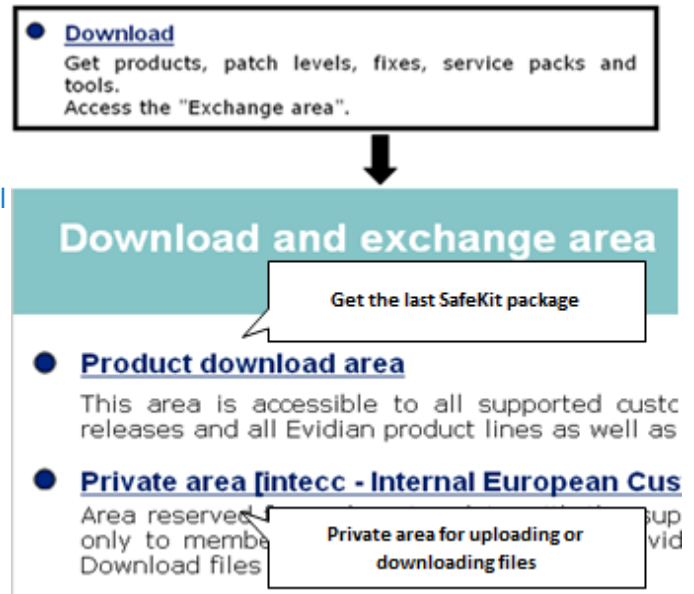 Download
Get products, patch levels, fixes, service packs and
tools.
Access the "Exchange area".
Download and exchange area
Get the last SafeKit package
Product download area
This area is accessible to all supported custc
releases and all Evidian product lines as well as
Private area [intecc - Internal European Cus
Area reserved sup
only to membe vid
Download files
Private area for uploading or
downloading files